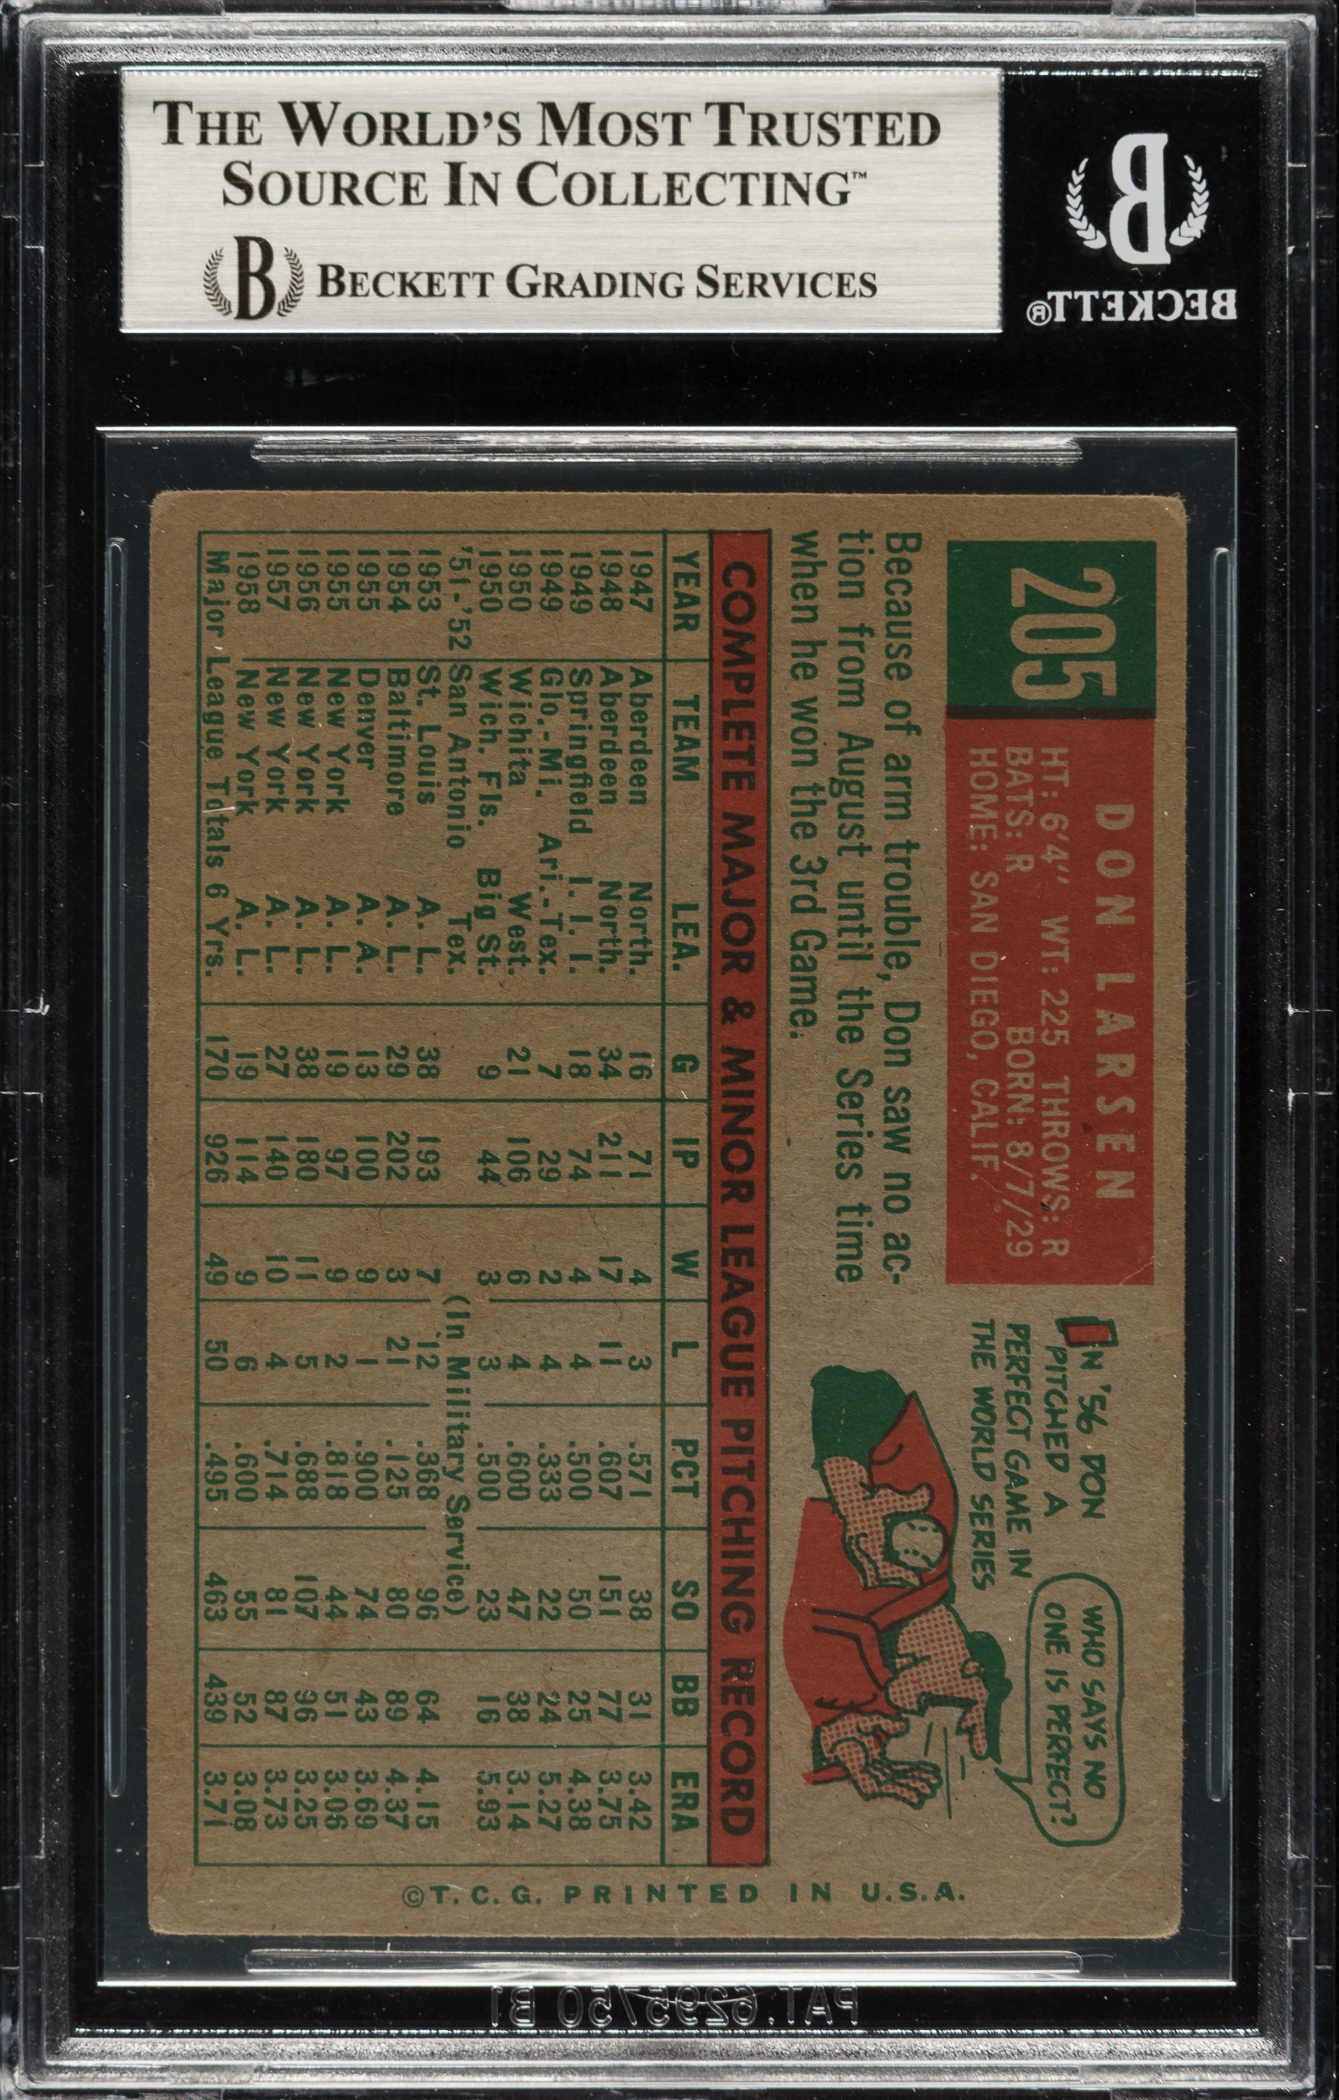 THE WORLD'S MOST TRUSTED
SOURCE IN COLLECTING™
B BECKETT GRADING SERVICES
B
BECKETT®
205
DON LARSEN
HT: 6'4" WT: 225 THROWS: R
BATS: R BORN: 8/7/29
HOME: SAN DIEGO, CALIF.
Because of arm trouble, Don saw no ac-
tion from August until the Series time
when he won the 3rd Game.
IN '56 DON
PITCHED A
PERFECT GAME IN
THE WORLD SERIES
WHO SAYS NO
ONE IS PERFECT?
COMPLETE MAJOR & MINOR LEAGUE PITCHING RECORD
YEAR TEAM LEA. G IP W L PCT SO BB ERA
1947 Aberdeen North. 16 71 4 3 .571 38 31 3.42
1948 Aberdeen North. 34 211 17 11 .607 151 77 3.75
1949 Springfield I. I. I. 18 74 4 4 .500 50 25 4.38
1949 Glo.-Mi. Ari.-Tex. 7 29 2 4 .333 22 24 5.27
1950 Wichita West. 21 106 6 4 .600 47 38 3.14
1950 Wich. Fls. Big St. 9 44 3 3 .500 23 16 5.93
'51-'52 San Antonio Tex. (In Military Service)
1953 St. Louis A. L. 38 193 7 12 .368 96 64 4.15
1954 Baltimore A. L. 29 202 3 21 .125 80 89 4.37
1955 Denver A. A. 13 100 9 1 .900 74 43 3.69
1955 New York A. L. 19 97 9 2 .818 44 51 3.06
1956 New York A. L. 38 180 11 5 .688 107 96 3.25
1957 New York A. L. 27 140 10 4 .714 81 87 3.73
1958 New York A. L. 19 114 9 6 .600 55 52 3.08
Major League Totals 6 Yrs. 170 926 49 50 .495 463 439 3.71
©T.C.G. PRINTED IN U.S.A.
PAT.6295750 B1